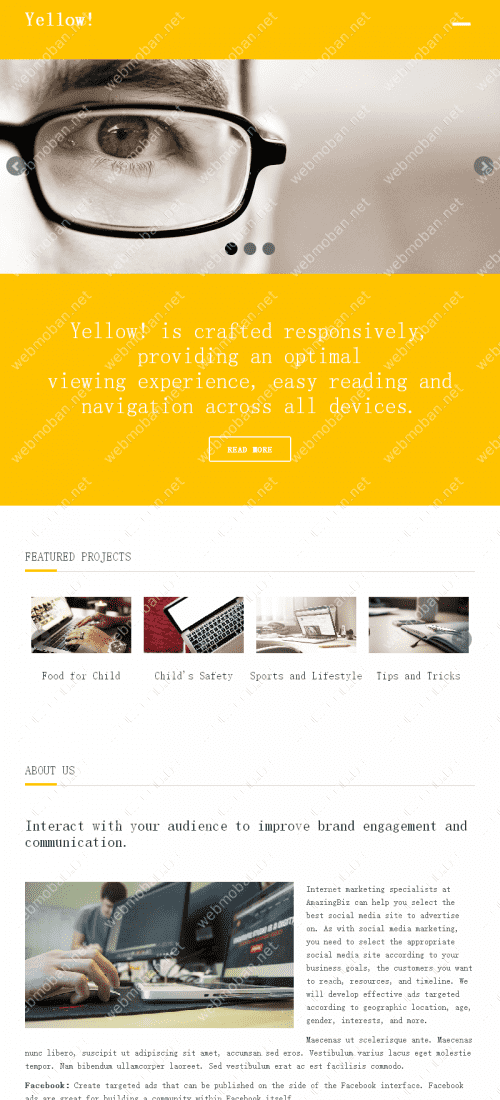 Yellow!
Yellow! is crafted responsively,
providing an optimal
viewing experience, easy reading and
navigation across all devices.
READ MORE
FEATURED PROJECTS
Food for Child
Child's Safety
Sports and Lifestyle
Tips and Tricks
ABOUT US
Interact with your audience to improve brand engagement and
communication.
Internet marketing specialists at
AmazingBiz can help you select the
best social media site to advertise
on. As with social media marketing,
you need to select the appropriate
social media site according to your
business goals, the customers you want
to reach, resources, and timeline. We
will develop effective ads targeted
according to geographic location, age,
gender, interests, and more.
Maecenas ut scelerisque ante. Maecenas
nunc libero, suscipit ut adipiscing sit amet, accumsan sed eros. Vestibulum varius lacus eget molestie
tempor. Nam bibendum ullamcorper laoreet. Sed vestibulum erat ac est facilisis commodo.
Facebook: Create targeted ads that can be published on the side of the Facebook interface. Facebook
ads are great for building a community within Facebook itself.
webmoban.net